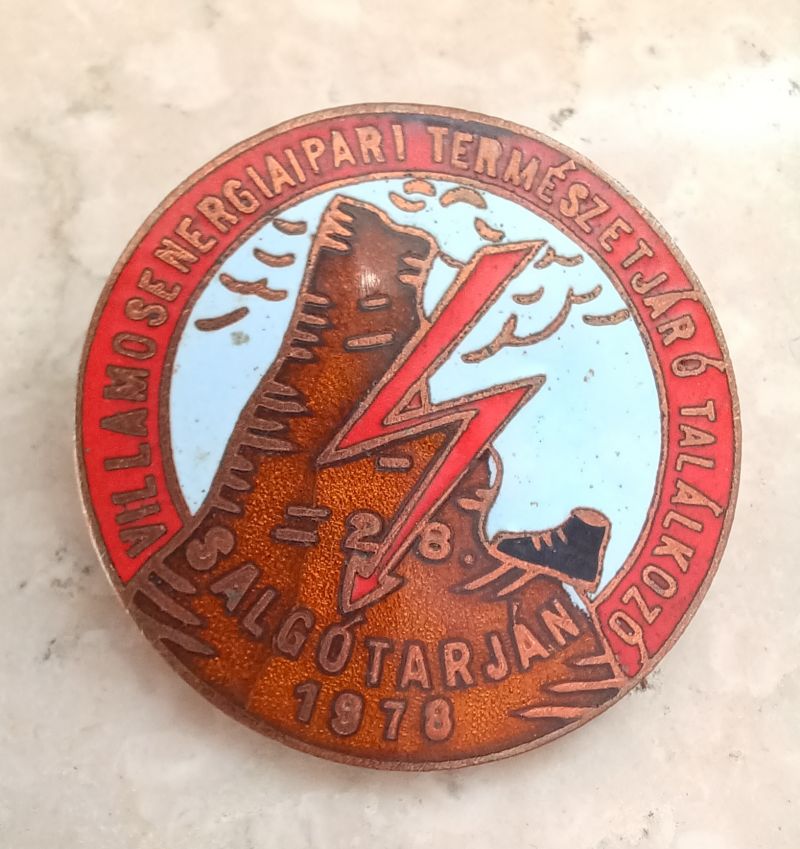 VILLAMOSENERGIAIPARI TERMÉSZETJÁRÓ TALÁLKOZÓ
28.
SALGÓTARJÁN
1978